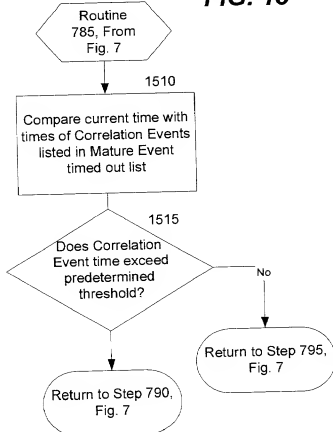 Routine
785, From
Fig. 7
1510
Compare current time with
times of Correlation Events
listed in Mature Event
timed out list
1515
Does Correlation
Event time exceed
predetermined
threshold?
No
Return to Step 795,
Fig. 7
Return to Step 790,
Fig. 7